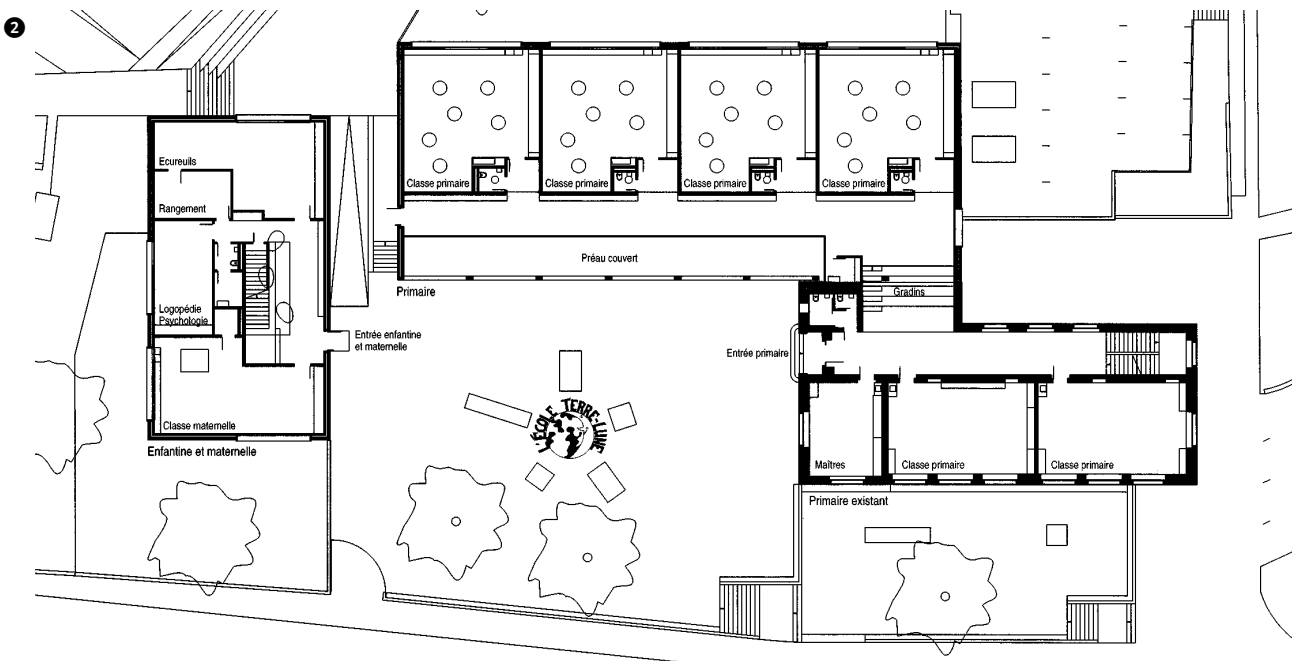 2
Ecureuils
Rangement
Logopédie
Psychologie
Classe maternelle
Enfantine et maternelle
Entrée enfantine
et maternelle
Classe primaire
Classe primaire
Classe primaire
Classe primaire
Préau couvert
Primaire
Gradins
Entrée primaire
L'ÉCOLE TERRE-LUNE
Maîtres
Classe primaire
Classe primaire
Primaire existant